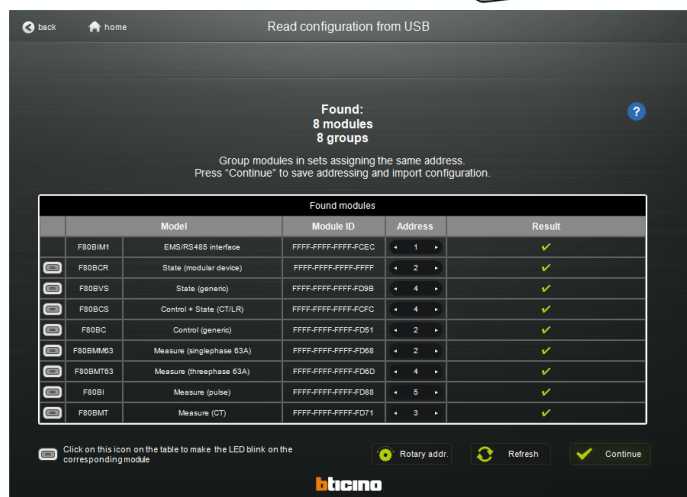 back home Read configuration from USB
Found:
8 modules
8 groups
?
Group modules in sets assigning the same address.
Press "Continue" to save addressing and import configuration.
Found modules
Model Module ID Address Result
F80BIM1 EMS/RS485 interface FFFF-FFFF-FFFF-FCEC 1
F80BCR State (modular device) FFFF-FFFF-FFFF-FFFF 2
F80BVS State (generic) FFFF-FFFF-FFFF-FD9B 4
F80BCS Control + State (CT/LR) FFFF-FFFF-FFFF-FCFC 4
F80BC Control (generic) FFFF-FFFF-FFFF-FD51 2
F80BMM63 Measure (singlephase 63A) FFFF-FFFF-FFFF-FD68 2
F80BMT63 Measure (threephase 63A) FFFF-FFFF-FFFF-FD6D 4
F80BI Measure (pulse) FFFF-FFFF-FFFF-FD88 5
F80BMT Measure (CT) FFFF-FFFF-FFFF-FD71 3
Click on this icon on the table to make the LED blink on the
corresponding module
Rotary addr. Refresh Continue
bticino